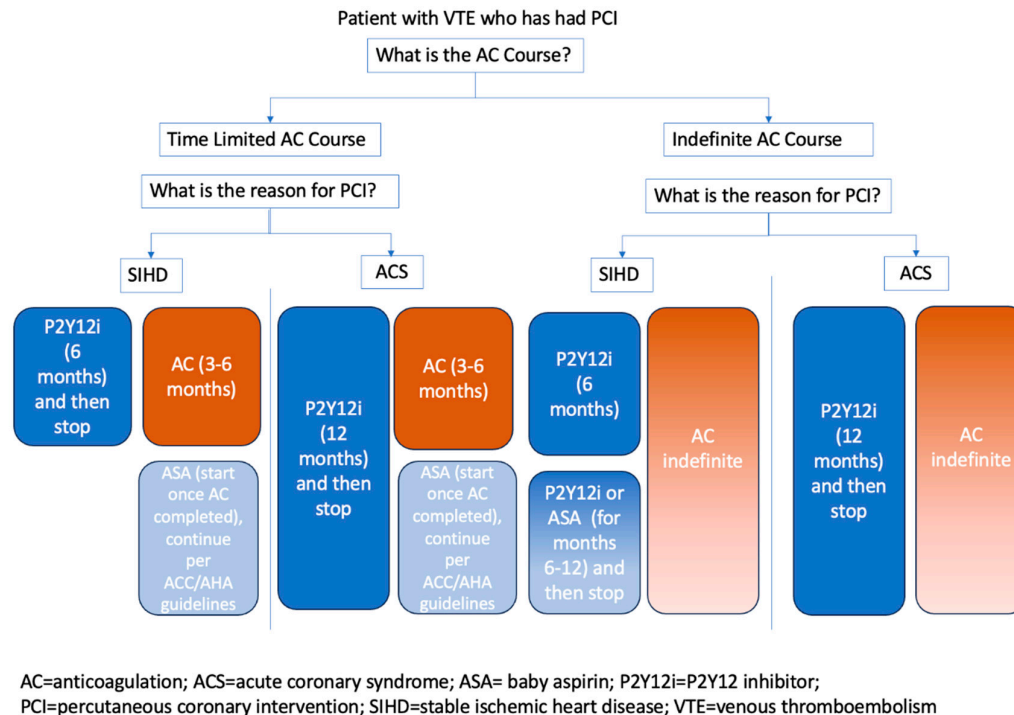 Patient with VTE who has had PCI
What is the AC Course?
Time Limited AC Course
Indefinite AC Course
What is the reason for PCI?
What is the reason for PCI?
SIHD
ACS
SIHD
ACS
P2Y12i
(6
months)
and then
stop
AC (3-6
months)
ASA (start
once AC
completed),
continue
per
ACC/AHA
guidelines
P2Y12i
(12
months)
and then
stop
AC (3-6
months)
ASA (start
once AC
completed),
continue
per
ACC/AHA
guidelines
P2Y12i
(6
months)
P2Y12i or
ASA (for
months
6-12) and
then stop
AC
indefinite
P2Y12i
(12
months)
and then
stop
AC
indefinite
AC=anticoagulation; ACS=acute coronary syndrome; ASA= baby aspirin; P2Y12i=P2Y12 inhibitor;
PCI=percutaneous coronary intervention; SIHD=stable ischemic heart disease; VTE=venous thromboembolism